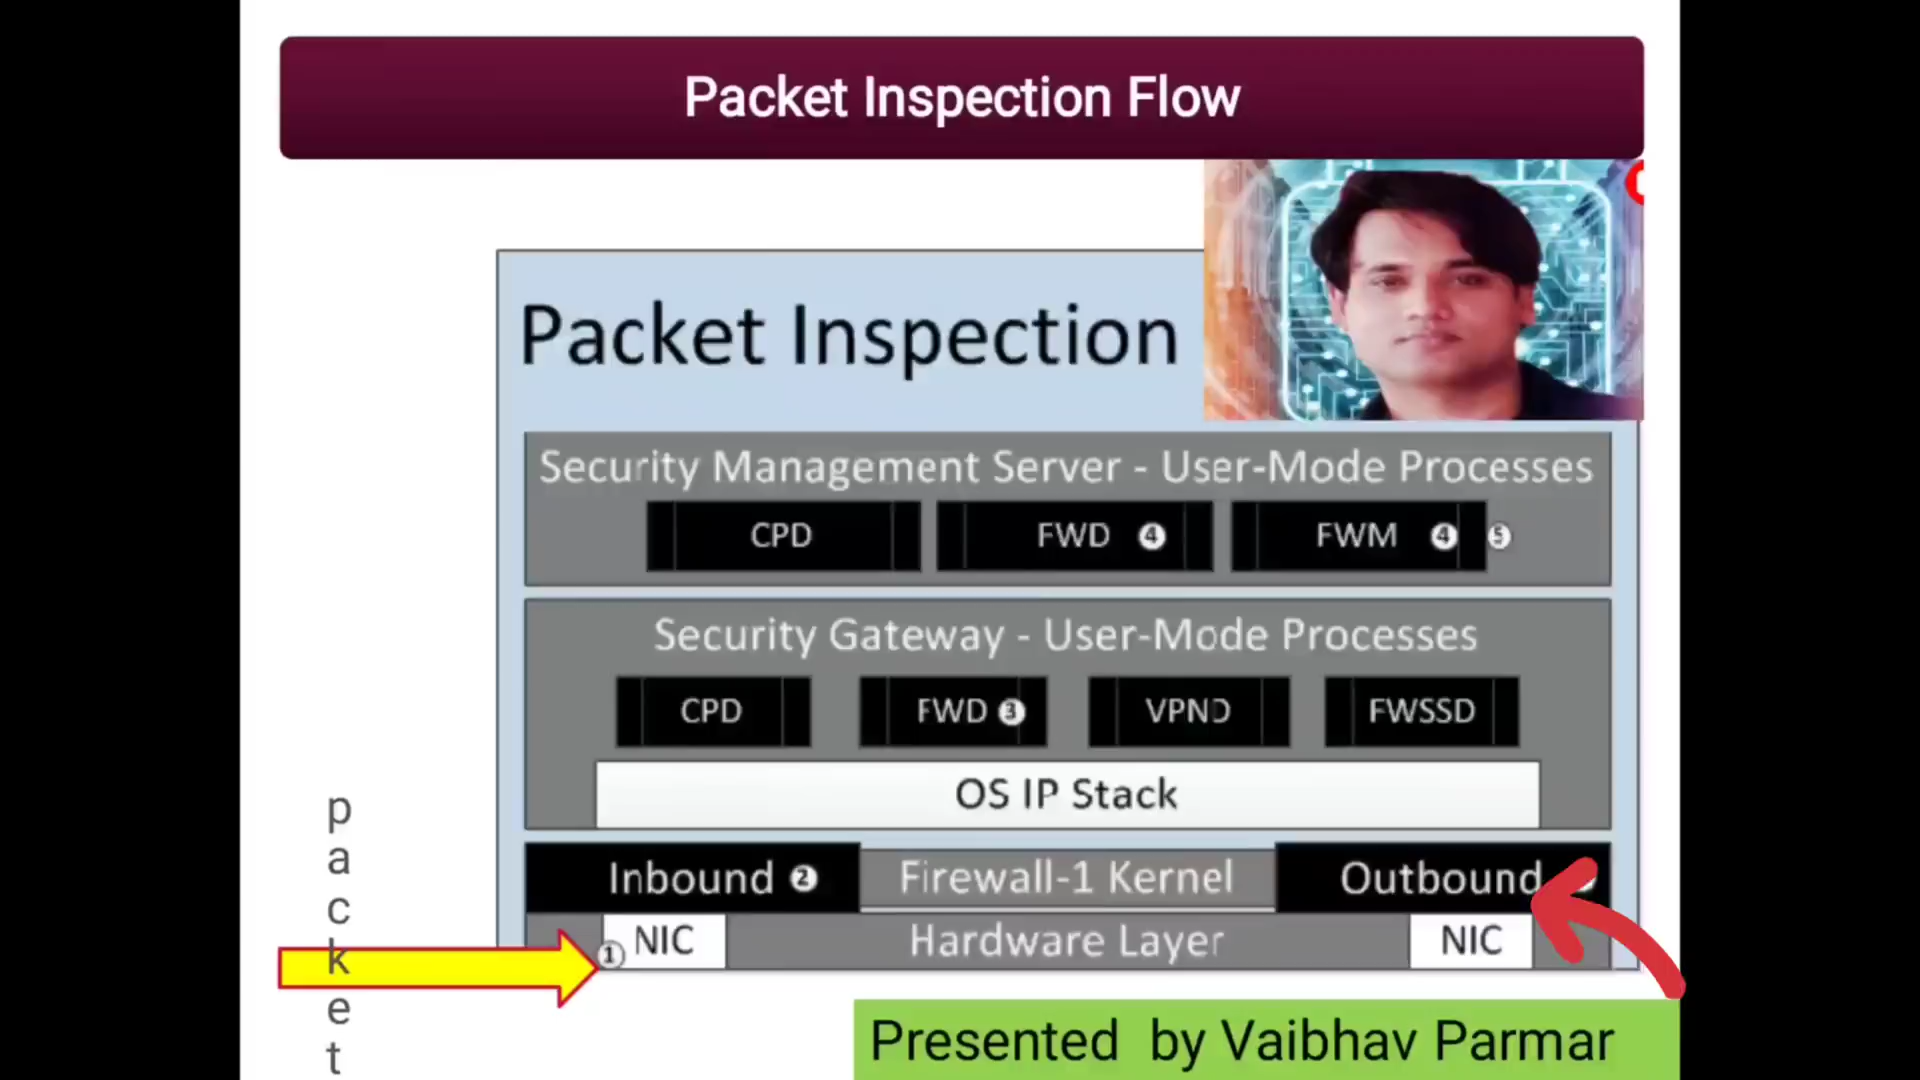 Packet Inspection Flow
Packet Inspection
Security Management Server - User-Mode Processes
CPD FWD 4 FWM 4 5
Security Gateway - User-Mode Processes
CPD FWD 3 VPND FWSSD
OS IP Stack
Inbound 2 Firewall-1 Kernel Outbound
1 NIC Hardware Layer NIC
packet
Presented by Vaibhav Parmar